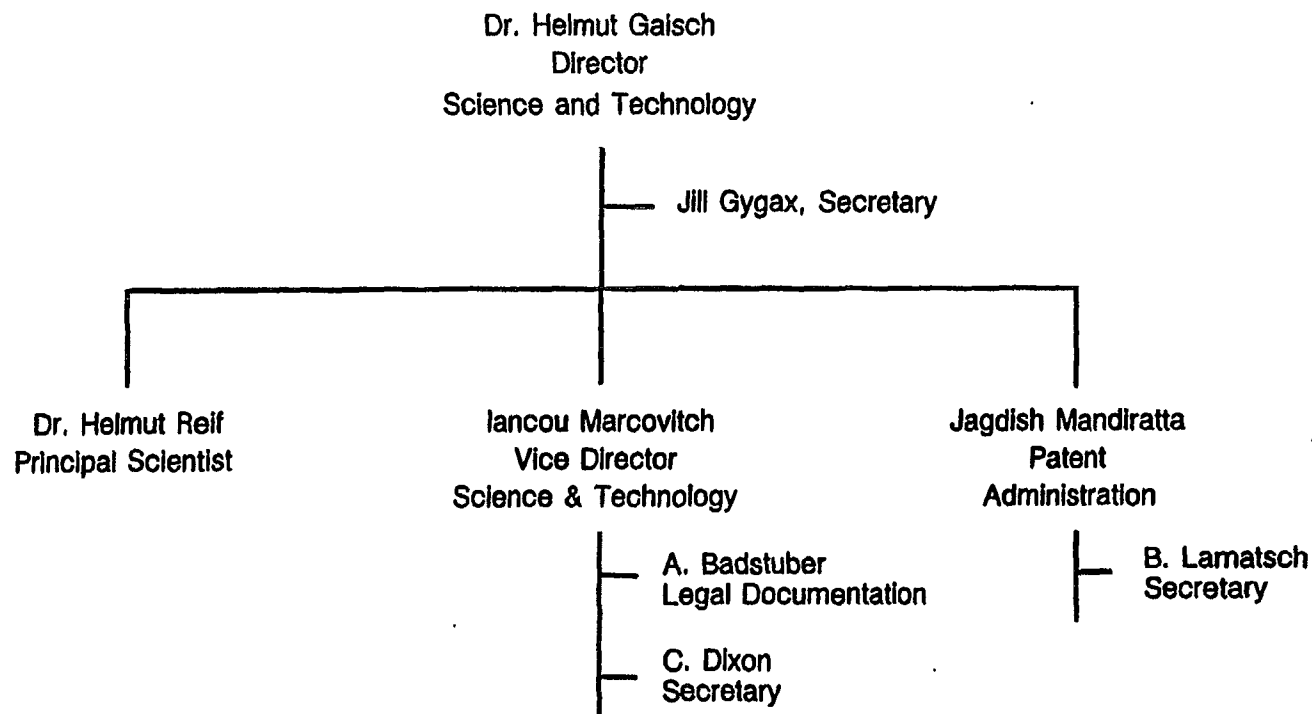 Dr. Helmut Gaisch
Director
Science and Technology
Jill Gygax, Secretary
Dr. Helmut Reif
Principal Scientist
Iancou Marcovitch
Vice Director
Science & Technology
A. Badstuber
Legal Documentation
C. Dixon
Secretary
Jagdish Mandiratta
Patent
Administration
B. Lamatsch
Secretary